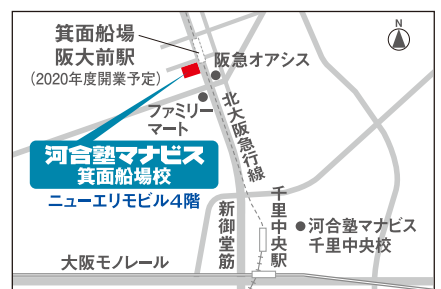 N
箕面船場
阪大前駅
(2020年度開業予定)
阪急オアシス
ファミリー
マート
北大阪急行線
河合塾マナビス
箕面船場校
ニューエリモビル4階
新御堂筋
千里中央駅
河合塾マナビス
千里中央校
大阪モノレール